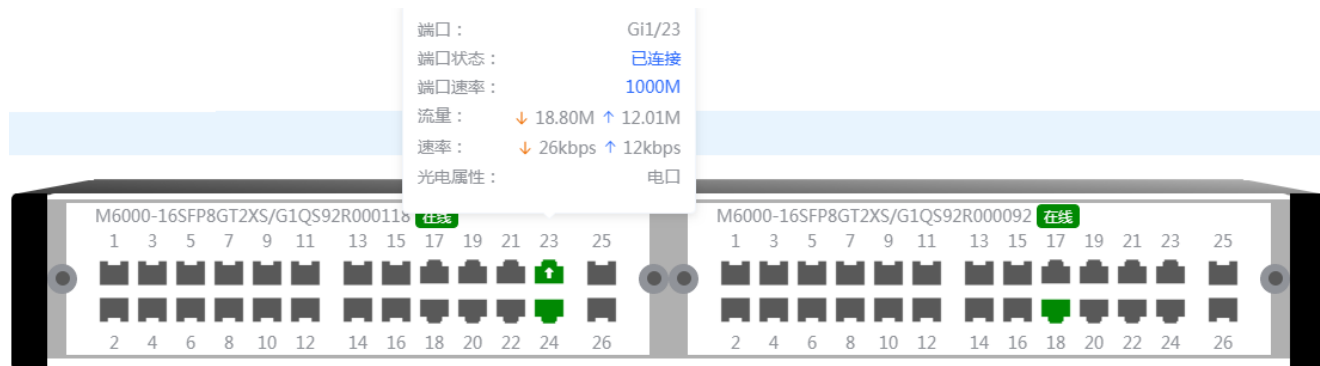 端口： Gi1/23
端口状态： 已连接
端口速率： 1000M
流量： ↓ 18.80M ↑ 12.01M
速率： ↓ 26kbps ↑ 12kbps
光电属性： 电口
M6000-16SFP8GT2XS/G1QS92R000118 在线
1 3 5 7 9 11 13 15 17 19 21 23 25
2 4 6 8 10 12 14 16 18 20 22 24 26
M6000-16SFP8GT2XS/G1QS92R000092 在线
1 3 5 7 9 11 13 15 17 19 21 23 25
2 4 6 8 10 12 14 16 18 20 22 24 26